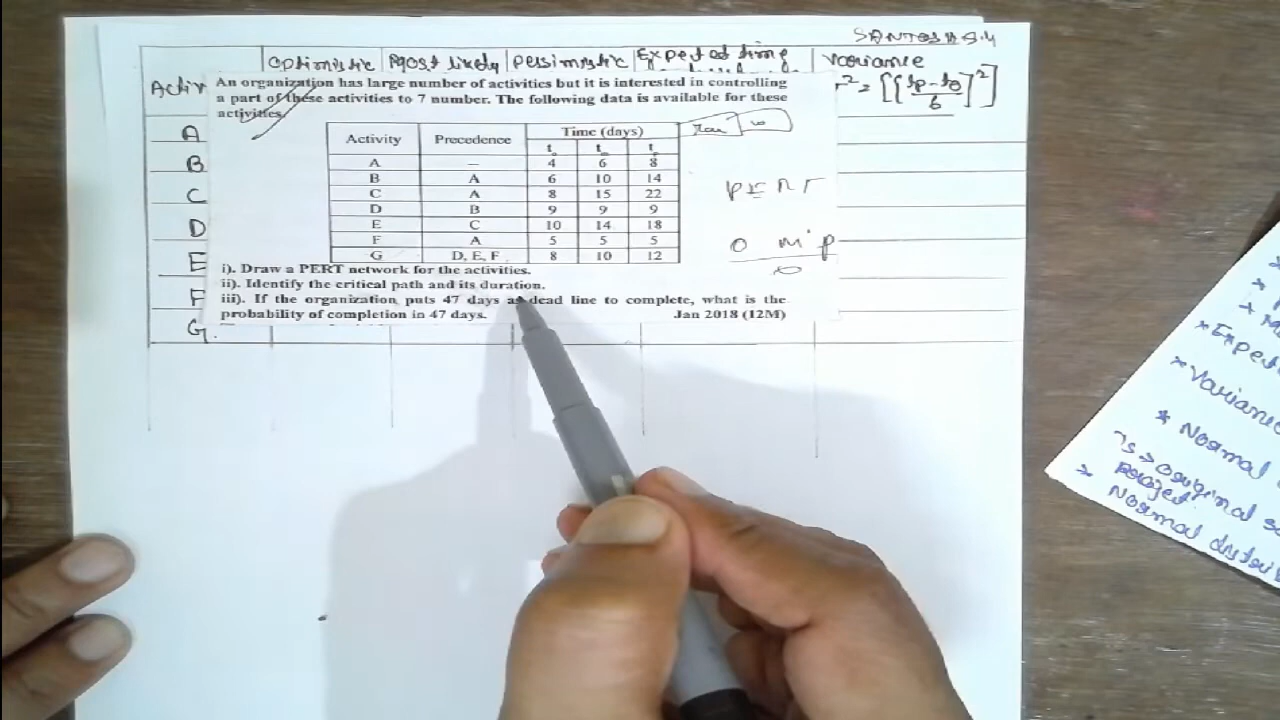 SANTOSH S.Y
Optimistic Most likely Pessimistic Expected time Variance
Activ
An organization has large number of activities but it is interested in controlling
a part of these activities to 7 number. The following data is available for these
activities.
Activity Precedence Time (days)
t t t
A – 4 6 8
B A 6 10 14
C A 8 15 22
D B 9 9 9
E C 10 14 18
F A 5 5 5
G D, E, F 8 10 12
i). Draw a PERT network for the activities.
ii). Identify the critical path and its duration.
iii). If the organization puts 47 days as dead line to complete, what is the
probability of completion in 47 days. Jan 2018 (12M)
A
B
C
D
E
F
G.
PERT
O m p
* Expect
* Varianc
* Normal
Ts → original s
Project
Normal distri